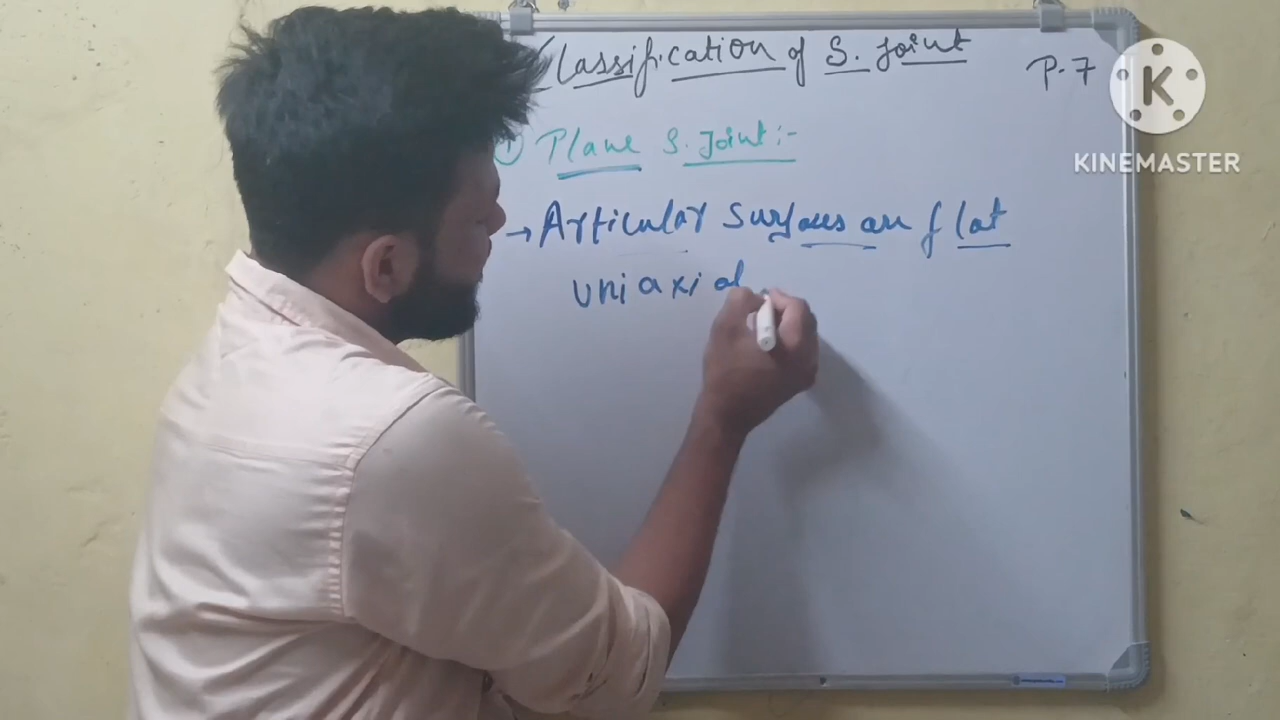 Classification of S. Joint
P.7
K
KINEMASTER
① Plane S. Joint :-
→ Articular Surfaces are flat
uniaxial